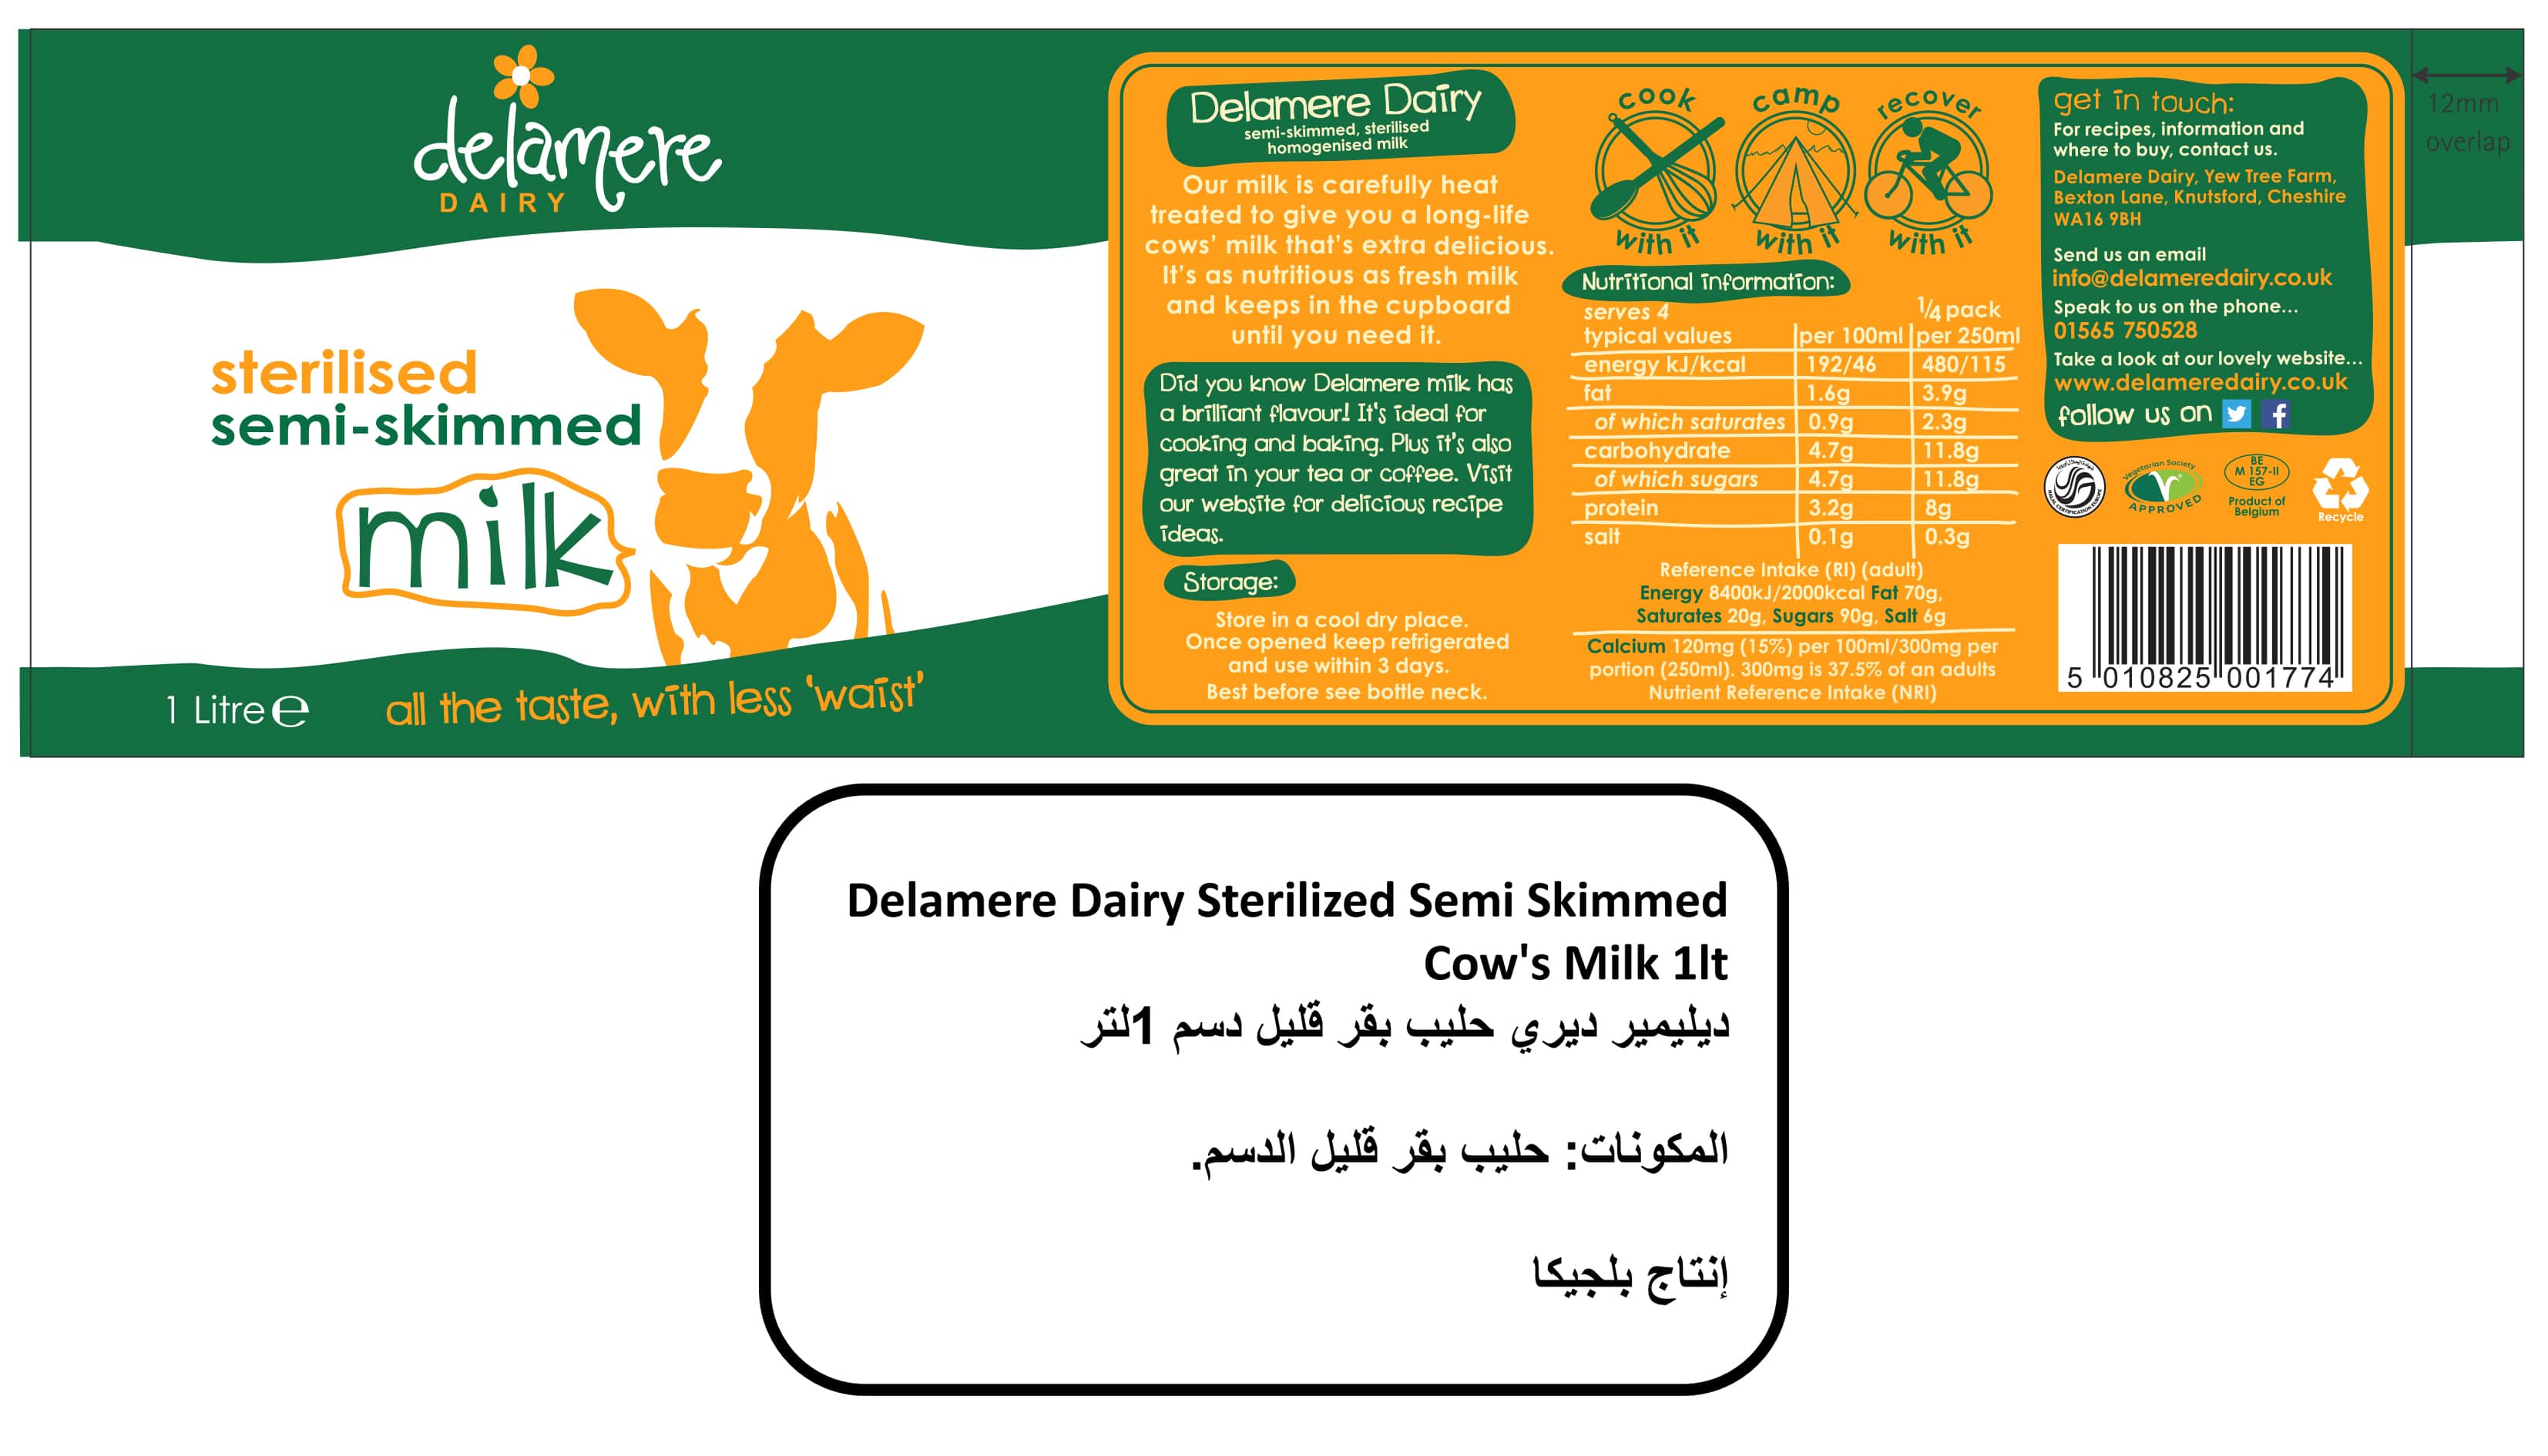 delamere
DAIRY
sterilised
semi-skimmed
milk
1 Litre ℮
all the taste, with less 'waist'
Delamere Dairy
semi-skimmed, sterilised
homogenised milk
Our milk is carefully heat
treated to give you a long-life
cows' milk that's extra delicious.
It's as nutritious as fresh milk
and keeps in the cupboard
until you need it.
Did you know Delamere milk has
a brilliant flavour! It's ideal for
cooking and baking. Plus it's also
great in your tea or coffee. Visit
our website for delicious recipe
ideas.
Storage:
Store in a cool dry place.
Once opened keep refrigerated
and use within 3 days.
Best before see bottle neck.
cook
with it
camp
with it
recover
with it
Nutritional information:
serves 4 1/4 pack
typical values per 100ml per 250ml
energy kJ/kcal 192/46 480/115
fat 1.6g 3.9g
of which saturates 0.9g 2.3g
carbohydrate 4.7g 11.8g
of which sugars 4.7g 11.8g
protein 3.2g 8g
salt 0.1g 0.3g
Reference Intake (RI) (adult)
Energy 8400kJ/2000kcal Fat 70g,
Saturates 20g, Sugars 90g, Salt 6g
Calcium 120mg (15%) per 100ml/300mg per
portion (250ml). 300mg is 37.5% of an adults
Nutrient Reference Intake (NRI)
get in touch:
For recipes, information and
where to buy, contact us.
Delamere Dairy, Yew Tree Farm,
Bexton Lane, Knutsford, Cheshire
WA16 9BH
Send us an email
info@delameredairy.co.uk
Speak to us on the phone...
01565 750528
Take a look at our lovely website...
www.delameredairy.co.uk
follow us on
HALAL CERTIFICATION EUROPE
Vegetarian Society
APPROVED
BE
M 157-II
EG
Product of
Belgium
Recycle
5 010825 001774
12mm
overlap
Delamere Dairy Sterilized Semi Skimmed
Cow's Milk 1lt
ديليمير ديري حليب بقر قليل دسم 1لتر
المكونات: حليب بقر قليل الدسم.
إنتاج بلجيكا